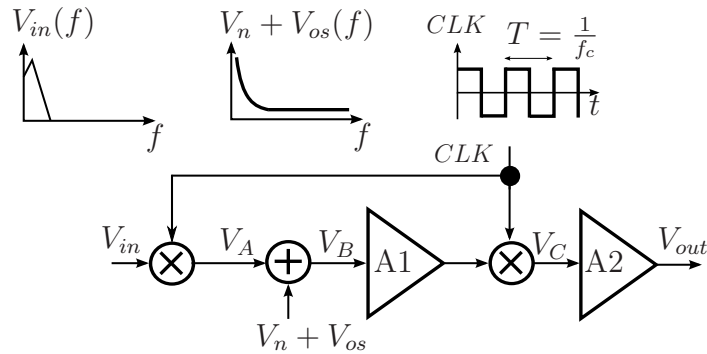 V_in(f)
V_n + V_os(f)
CLK
T = 1/f_c
f
f
t
CLK
V_in
V_A
V_B
A1
V_C
A2
V_out
V_n + V_os